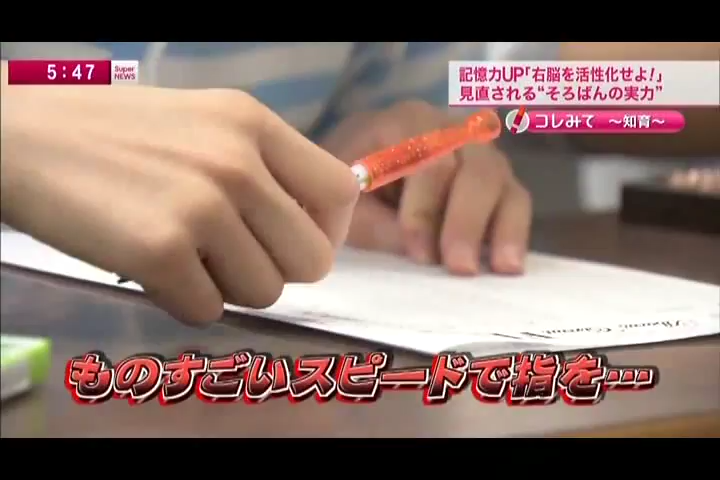 5:47
Super NEWS
記憶力UP「右脳を活性化せよ!」
見直される“そろばんの実力”
コレみて ～知育～
ものすごいスピードで指を…